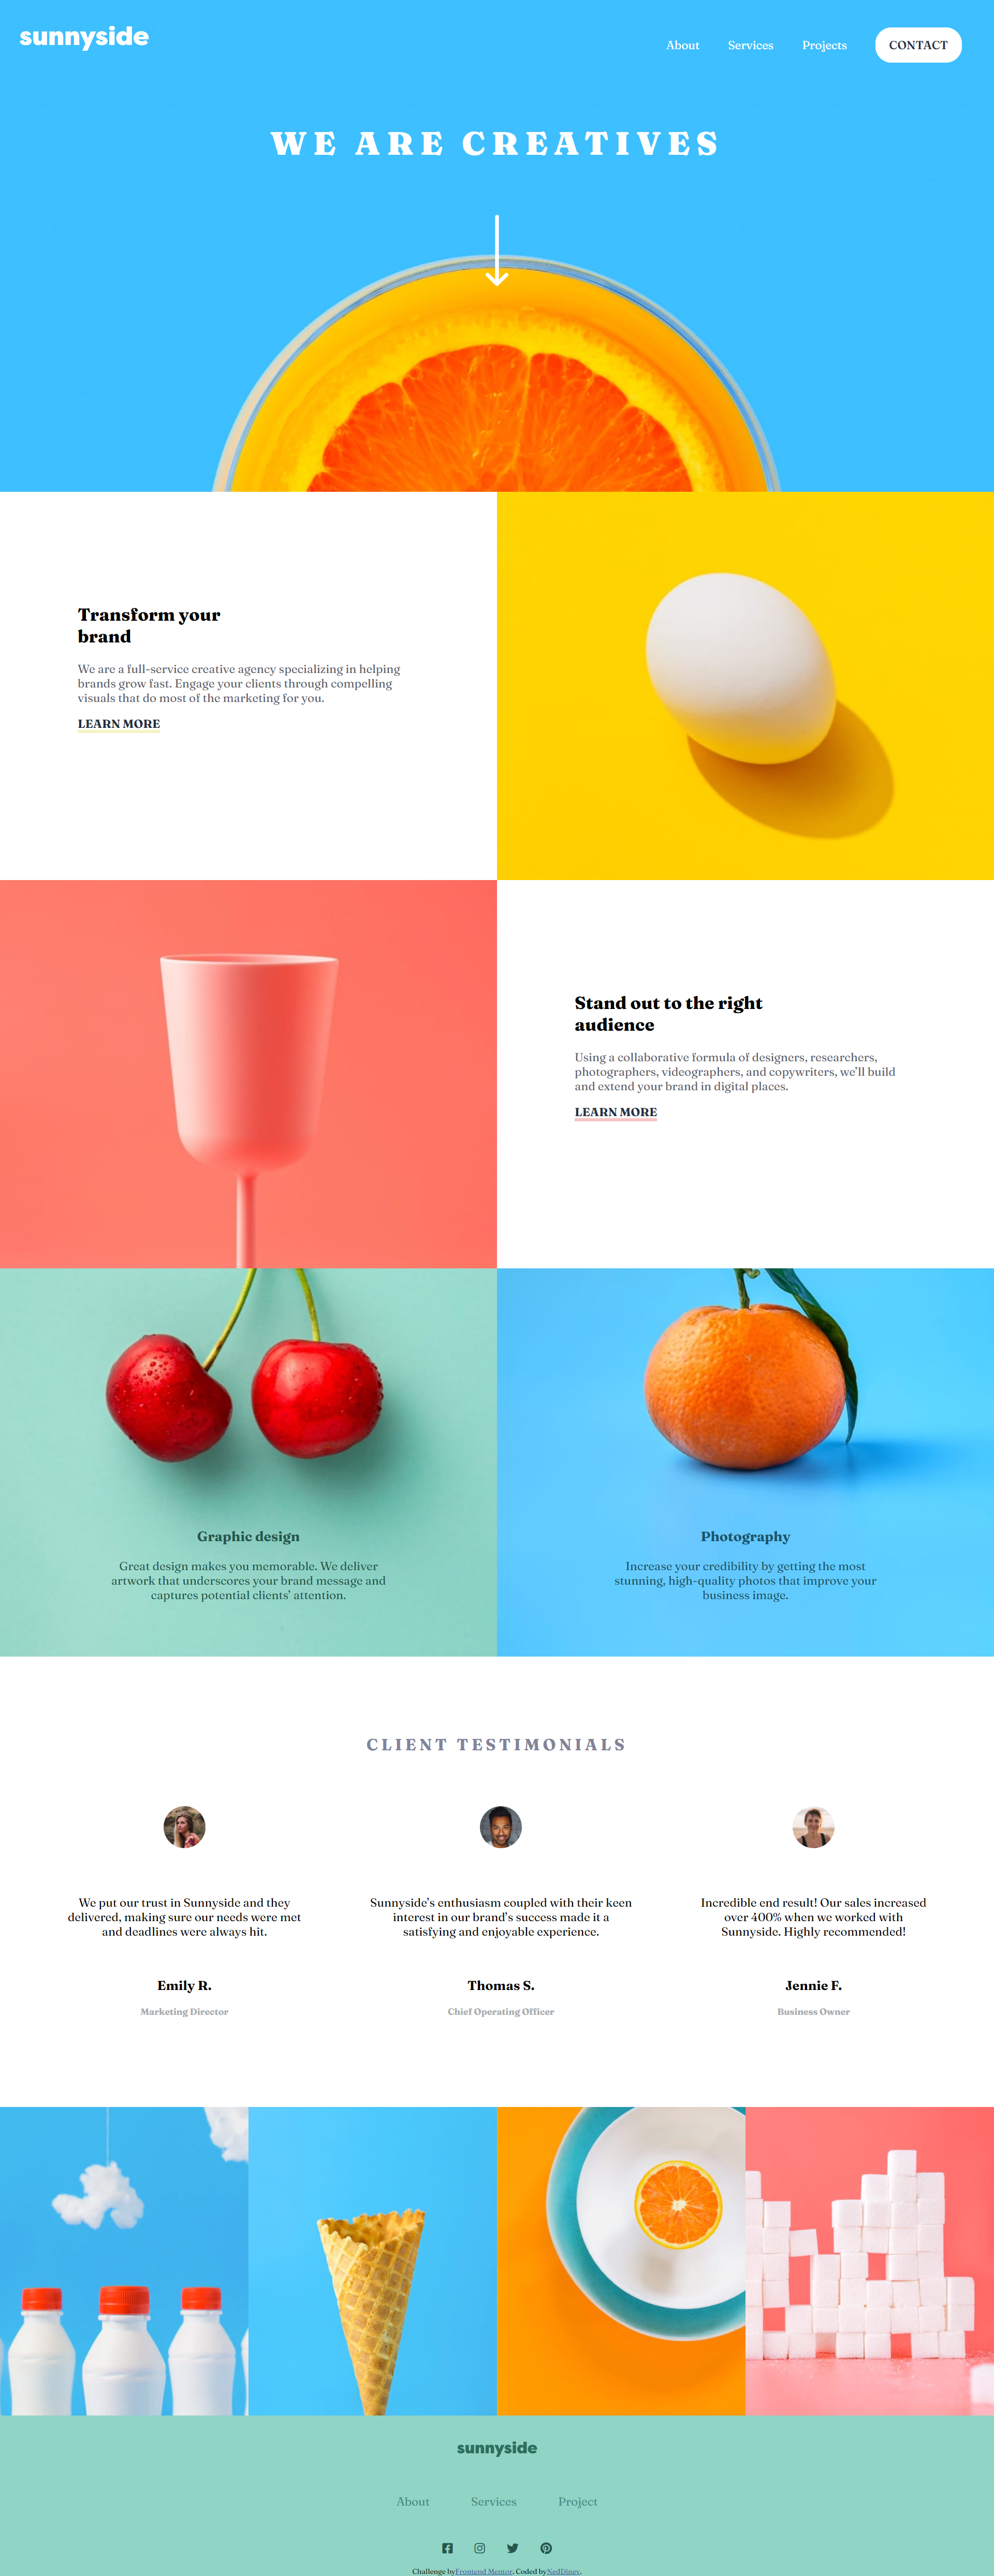 sunnyside
About Services Projects CONTACT
WE ARE CREATIVES
Transform your
brand
We are a full-service creative agency specializing in helping
brands grow fast. Engage your clients through compelling
visuals that do most of the marketing for you.
LEARN MORE
Stand out to the right
audience
Using a collaborative formula of designers, researchers,
photographers, videographers, and copywriters, we'll build
and extend your brand in digital places.
LEARN MORE
Graphic design
Great design makes you memorable. We deliver
artwork that underscores your brand message and
captures potential clients' attention.
Photography
Increase your credibility by getting the most
stunning, high-quality photos that improve your
business image.
CLIENT TESTIMONIALS
We put our trust in Sunnyside and they
delivered, making sure our needs were met
and deadlines were always hit.
Emily R.
Marketing Director
Sunnyside's enthusiasm coupled with their keen
interest in our brand's success made it a
satisfying and enjoyable experience.
Thomas S.
Chief Operating Officer
Incredible end result! Our sales increased
over 400% when we worked with
Sunnyside. Highly recommended!
Jennie F.
Business Owner
sunnyside
About Services Project
Challenge byFrontend Mentor. Coded byNedDinev.